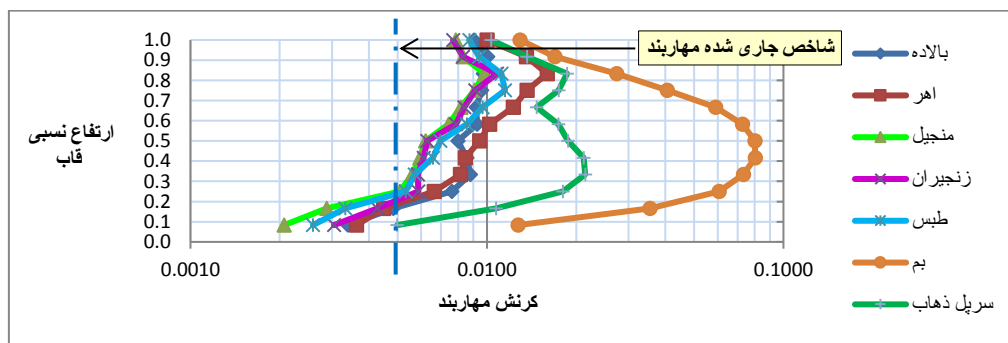 شاخص جاری شده مهاربند
1.0
0.9
0.8
0.7
0.6
0.5
0.4
0.3
0.2
0.1
0.0
ارتفاع نسبی
قاب
0.0010
0.0100
0.1000
کرنش مهاربند
بالاده
اهر
منجیل
زنجیران
طبس
بم
سرپل ذهاب